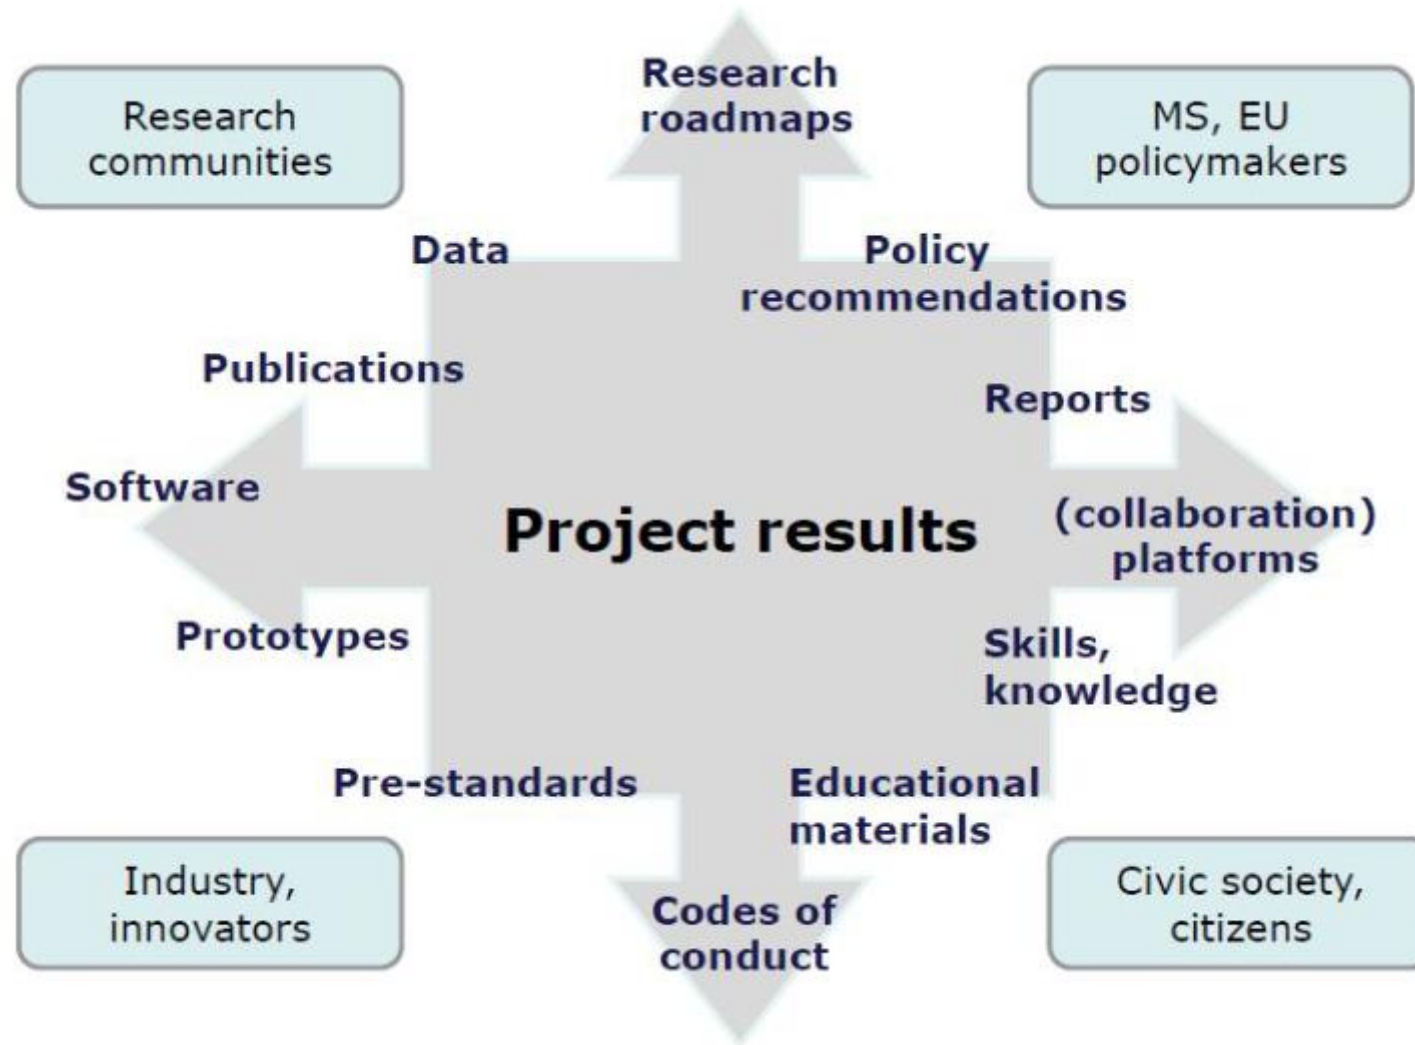 Research
roadmaps
Research
communities
MS, EU
policymakers
Data
Policy
recommendations
Publications
Reports
Software
(collaboration)
platforms
Project results
Prototypes
Skills,
knowledge
Pre-standards
Educational
materials
Industry,
innovators
Codes of
conduct
Civic society,
citizens